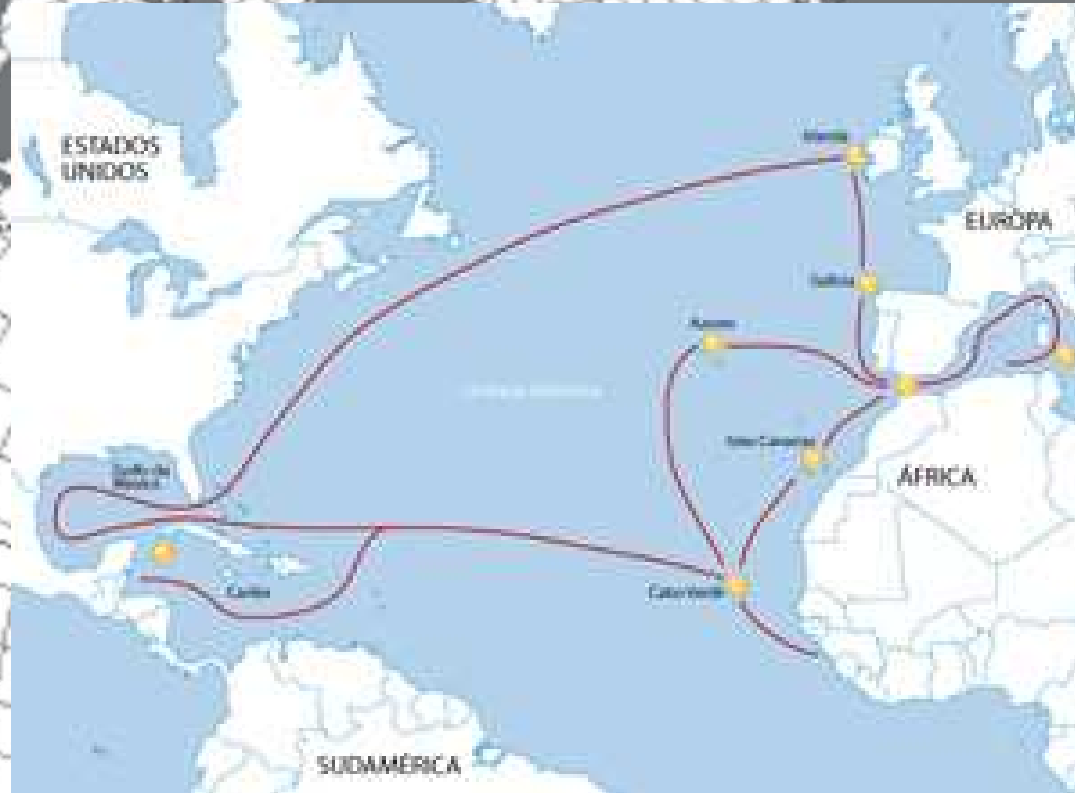 ESTADOS
UNIDOS
Irlanda
EUROPA
Galicia
Azores
Islas Canarias
Golfo de
México
ÁFRICA
Caribe
Cabo Verde
SUDAMÉRICA